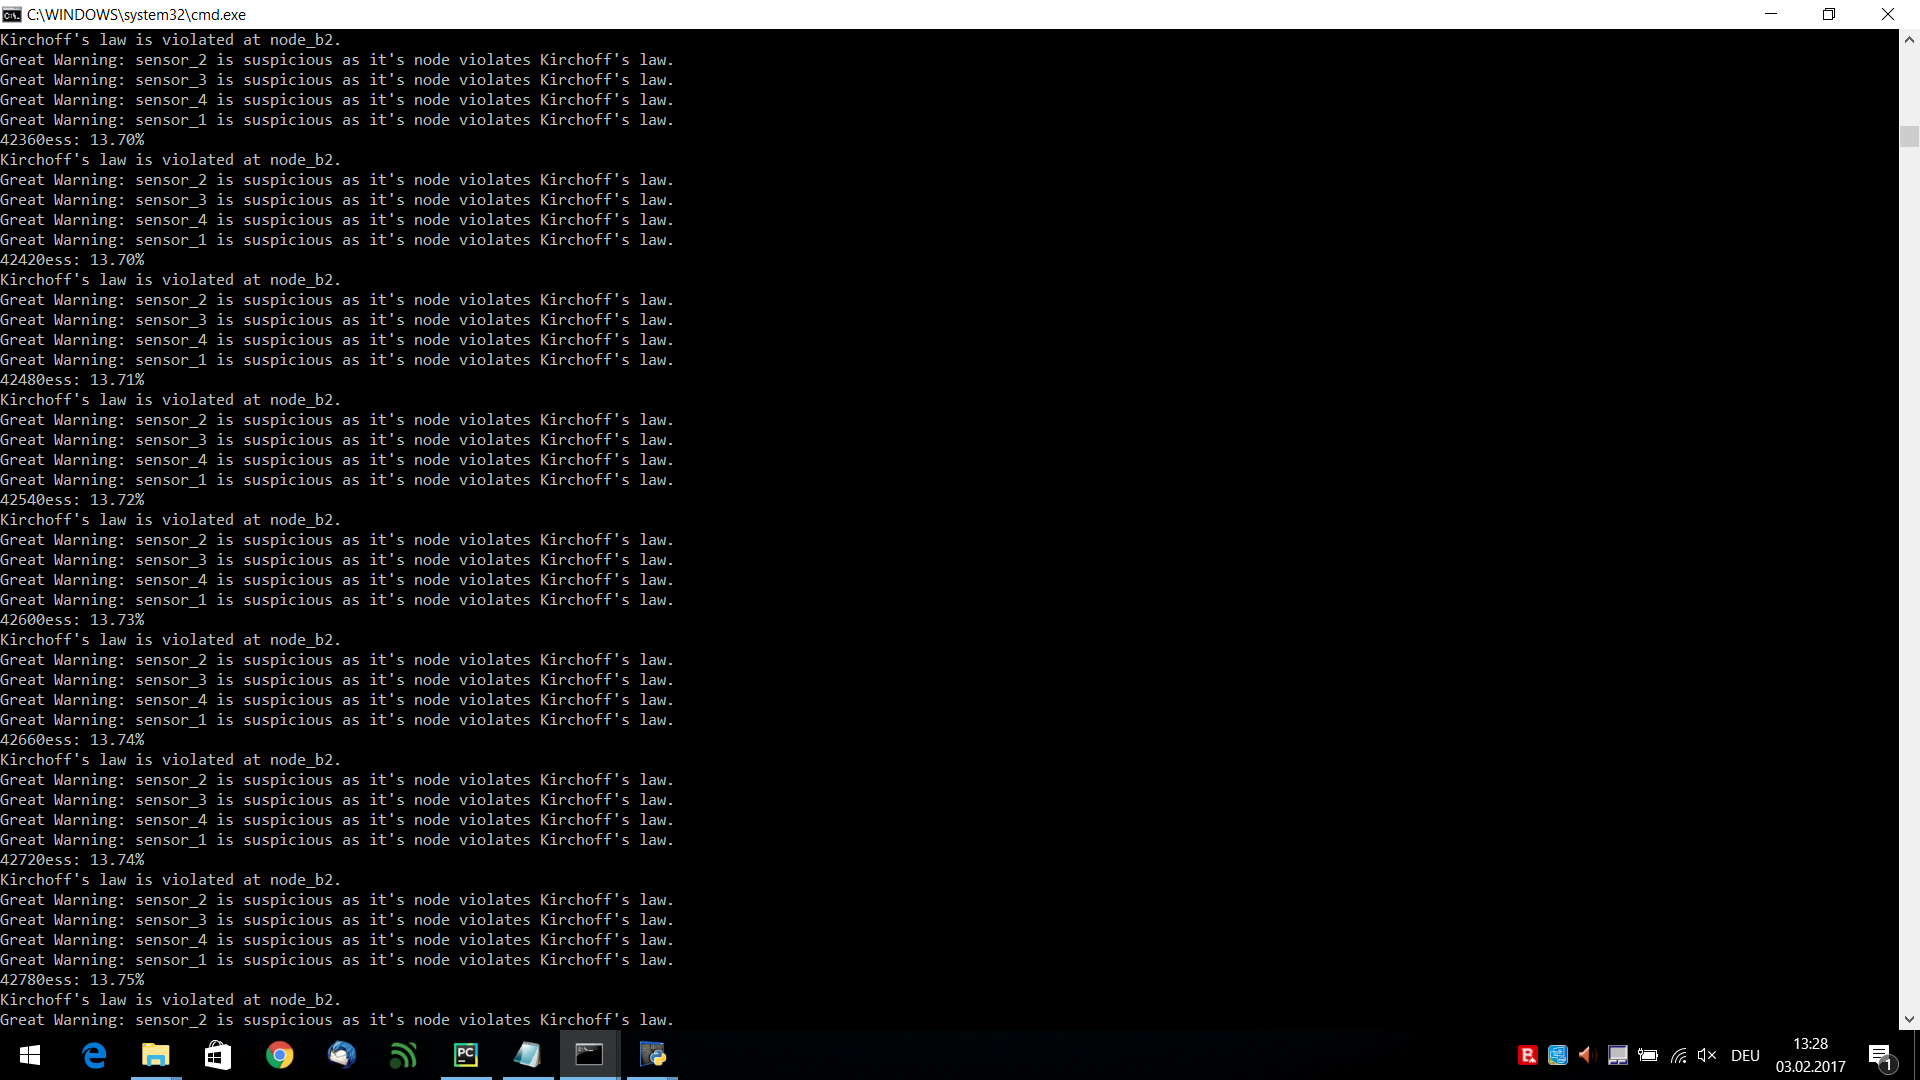 C:\WINDOWS\system32\cmd.exe
Kirchoff's law is violated at node_b2.
Great Warning: sensor_2 is suspicious as it's node violates Kirchoff's law.
Great Warning: sensor_3 is suspicious as it's node violates Kirchoff's law.
Great Warning: sensor_4 is suspicious as it's node violates Kirchoff's law.
Great Warning: sensor_1 is suspicious as it's node violates Kirchoff's law.
42360ess: 13.70%
Kirchoff's law is violated at node_b2.
Great Warning: sensor_2 is suspicious as it's node violates Kirchoff's law.
Great Warning: sensor_3 is suspicious as it's node violates Kirchoff's law.
Great Warning: sensor_4 is suspicious as it's node violates Kirchoff's law.
Great Warning: sensor_1 is suspicious as it's node violates Kirchoff's law.
42420ess: 13.70%
Kirchoff's law is violated at node_b2.
Great Warning: sensor_2 is suspicious as it's node violates Kirchoff's law.
Great Warning: sensor_3 is suspicious as it's node violates Kirchoff's law.
Great Warning: sensor_4 is suspicious as it's node violates Kirchoff's law.
Great Warning: sensor_1 is suspicious as it's node violates Kirchoff's law.
42480ess: 13.71%
Kirchoff's law is violated at node_b2.
Great Warning: sensor_2 is suspicious as it's node violates Kirchoff's law.
Great Warning: sensor_3 is suspicious as it's node violates Kirchoff's law.
Great Warning: sensor_4 is suspicious as it's node violates Kirchoff's law.
Great Warning: sensor_1 is suspicious as it's node violates Kirchoff's law.
42540ess: 13.72%
Kirchoff's law is violated at node_b2.
Great Warning: sensor_2 is suspicious as it's node violates Kirchoff's law.
Great Warning: sensor_3 is suspicious as it's node violates Kirchoff's law.
Great Warning: sensor_4 is suspicious as it's node violates Kirchoff's law.
Great Warning: sensor_1 is suspicious as it's node violates Kirchoff's law.
42600ess: 13.73%
Kirchoff's law is violated at node_b2.
Great Warning: sensor_2 is suspicious as it's node violates Kirchoff's law.
Great Warning: sensor_3 is suspicious as it's node violates Kirchoff's law.
Great Warning: sensor_4 is suspicious as it's node violates Kirchoff's law.
Great Warning: sensor_1 is suspicious as it's node violates Kirchoff's law.
42660ess: 13.74%
Kirchoff's law is violated at node_b2.
Great Warning: sensor_2 is suspicious as it's node violates Kirchoff's law.
Great Warning: sensor_3 is suspicious as it's node violates Kirchoff's law.
Great Warning: sensor_4 is suspicious as it's node violates Kirchoff's law.
Great Warning: sensor_1 is suspicious as it's node violates Kirchoff's law.
42720ess: 13.74%
Kirchoff's law is violated at node_b2.
Great Warning: sensor_2 is suspicious as it's node violates Kirchoff's law.
Great Warning: sensor_3 is suspicious as it's node violates Kirchoff's law.
Great Warning: sensor_4 is suspicious as it's node violates Kirchoff's law.
Great Warning: sensor_1 is suspicious as it's node violates Kirchoff's law.
42780ess: 13.75%
Kirchoff's law is violated at node_b2.
Great Warning: sensor_2 is suspicious as it's node violates Kirchoff's law.
PC
DEU
13:28
03.02.2017
1